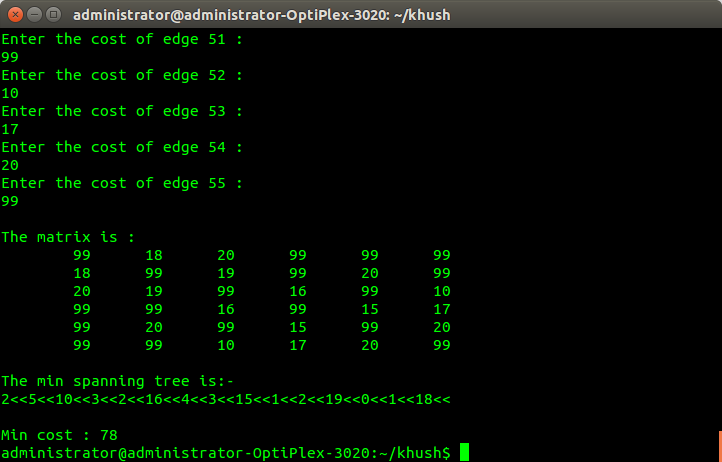 administrator@administrator-OptiPlex-3020: ~/khush
Enter the cost of edge 51 :
99
Enter the cost of edge 52 :
10
Enter the cost of edge 53 :
17
Enter the cost of edge 54 :
20
Enter the cost of edge 55 :
99
The matrix is :
99 18 20 99 99 99
18 99 19 99 20 99
20 19 99 16 99 10
99 99 16 99 15 17
99 20 99 15 99 20
99 99 10 17 20 99
The min spanning tree is:-
2<<5<<10<<3<<2<<16<<4<<3<<15<<1<<2<<19<<0<<1<<18<<
Min cost : 78
administrator@administrator-OptiPlex-3020:~/khush$